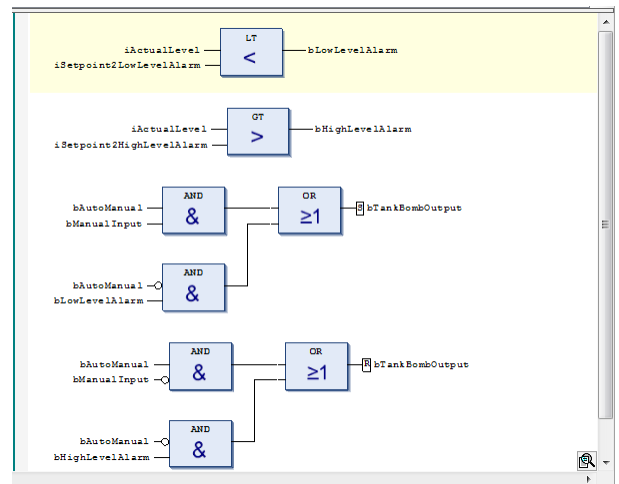 LT
iActualLevel
<
bLowLevelAlarm
iSetpoint2LowLevelAlarm
GT
iActualLevel
>
bHighLevelAlarm
iSetpoint2HighLevelAlarm
AND
OR
bAutoManual
&
≥1
S
bTankBombOutput
bManualInput
AND
bAutoManual
&
bLowLevelAlarm
AND
OR
bAutoManual
&
≥1
R
bTankBombOutput
bManualInput
AND
bAutoManual
&
bHighLevelAlarm